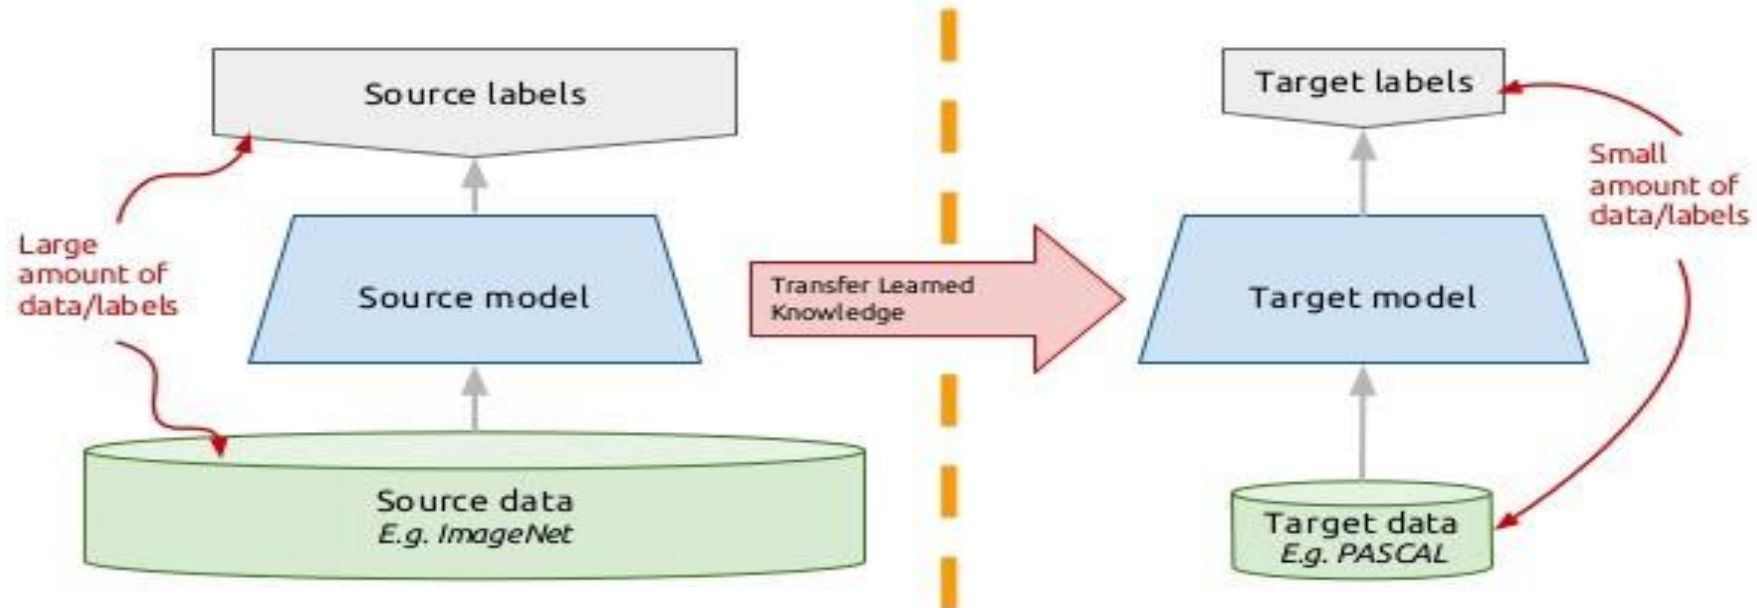 Source labels
Large
amount of
data/labels
Source model
Source data
E.g. ImageNet
Transfer Learned
Knowledge
Target labels
Small
amount of
data/labels
Target model
Target data
E.g. PASCAL